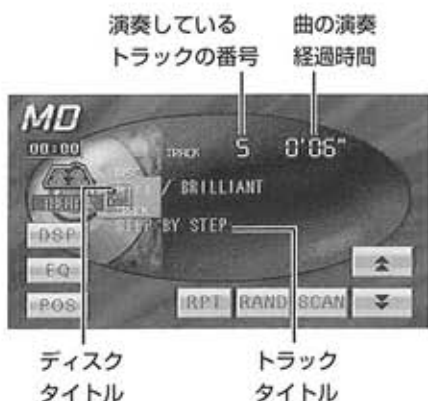 演奏している
トラックの番号
曲の演奏
経過時間
MD
00:00
TRACK 5 0'06"
/ BRILLIANT
BY STEP
DSP
EQ
POS
RPT RAND SCAN
ディスク
タイトル
トラック
タイトル